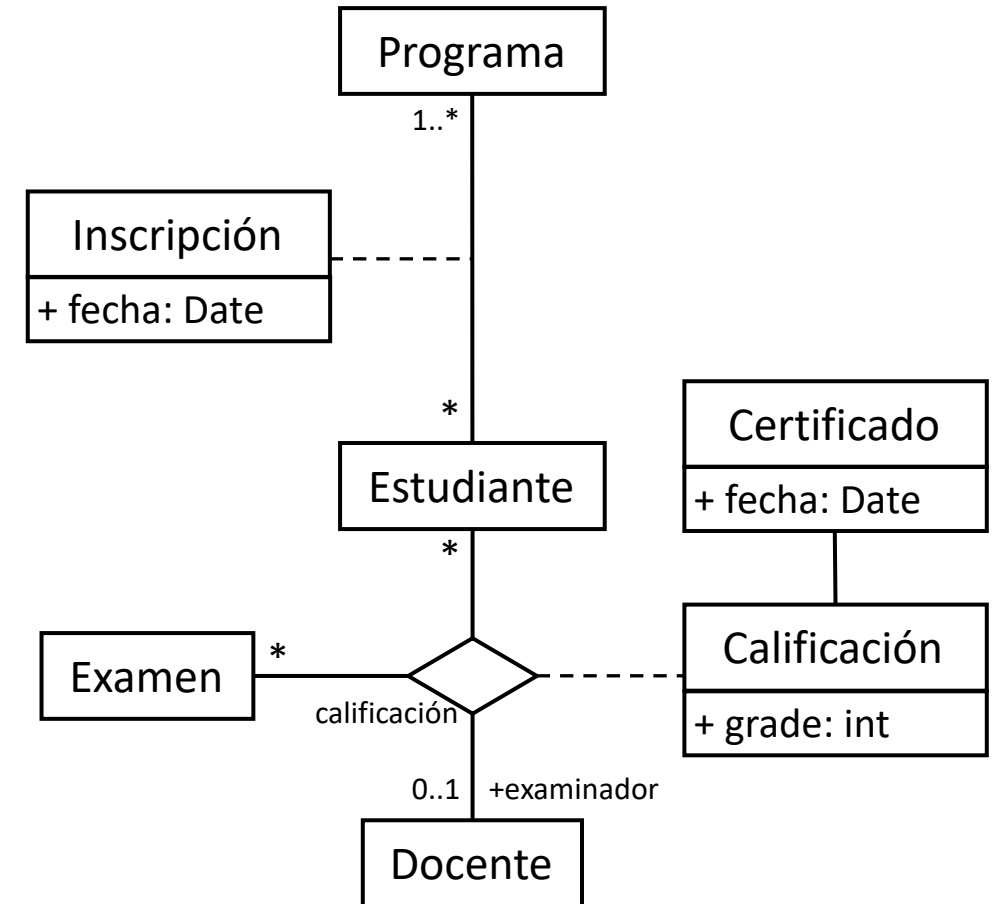 Programa
1..*
Inscripción
+ fecha: Date
*
Estudiante
*
Certificado
+ fecha: Date
Examen
*
calificación
Calificación
+ grade: int
0..1
+examinador
Docente